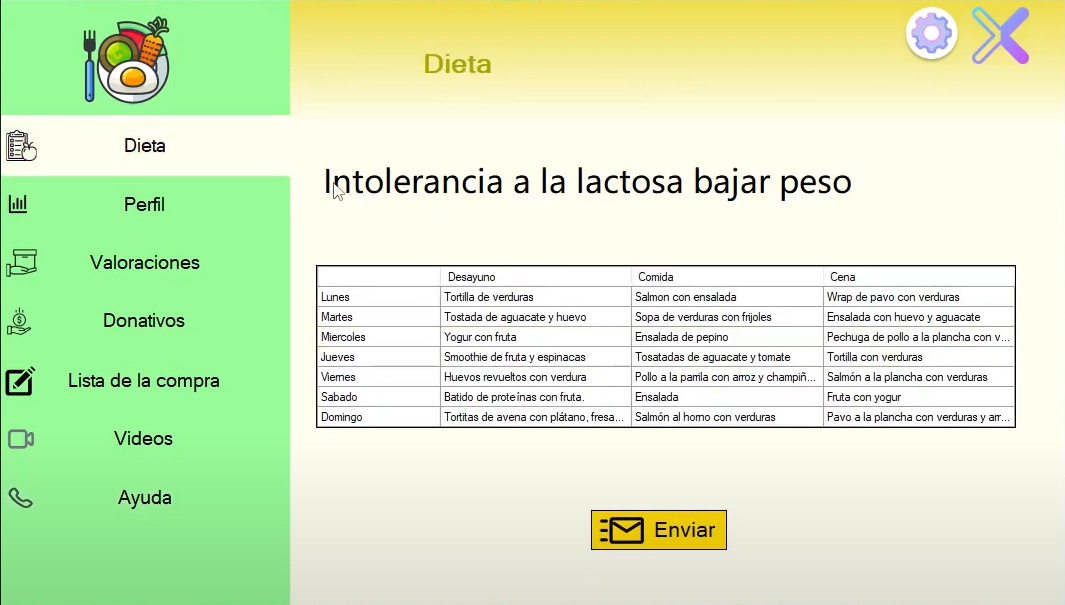 Dieta
Dieta
Perfil
Valoraciones
Donativos
Lista de la compra
Videos
Ayuda
Intolerancia a la lactosa bajar peso
Desayuno Comida Cena
Lunes Tortilla de verduras Salmon con ensalada Wrap de pavo con verduras
Martes Tostada de aguacate y huevo Sopa de verduras con frijoles Ensalada con huevo y aguacate
Miercoles Yogur con fruta Ensalada de pepino Pechuga de pollo a la plancha con v...
Jueves Smoothie de fruta y espinacas Tosatadas de aguacate y tomate Tortilla con verduras
Viernes Huevos revueltos con verdura Pollo a la parrila con arroz y champiñ... Salmón a la plancha con verduras
Sabado Batido de proteínas con fruta. Ensalada Fruta con yogur
Domingo Tortitas de avena con plátano, fresa... Salmón al horno con verduras Pavo a la plancha con verduras y arr...
Enviar